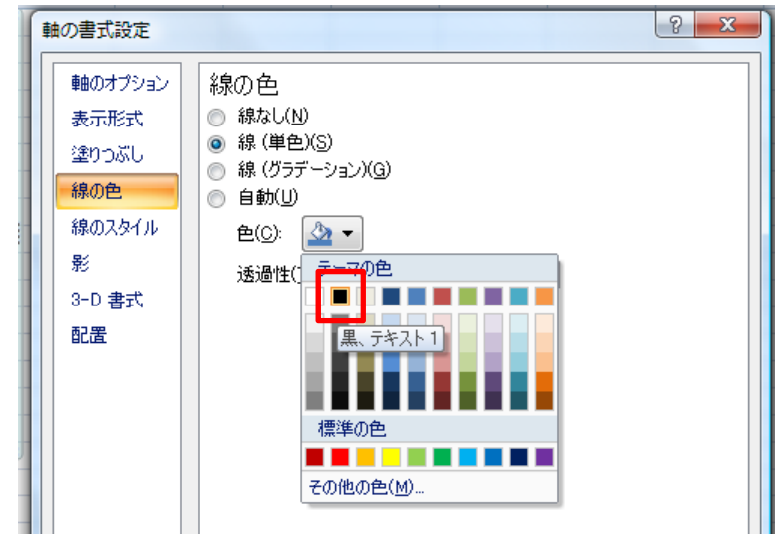 軸の書式設定
軸のオプション
表示形式
塗りつぶし
線の色
線のスタイル
影
3-D 書式
配置
線の色
線なし(N)
線 (単色)(S)
線 (グラデーション)(G)
自動(U)
色(C):
透過性(
テーマの色
黒、テキスト 1
標準の色
その他の色(M)...